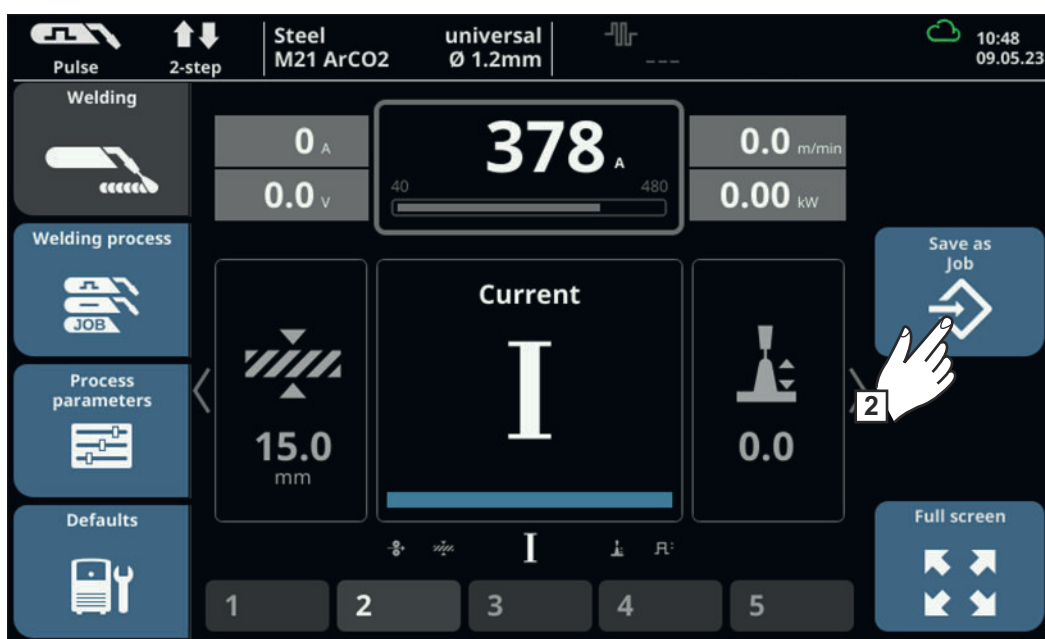 Pulse
2-step
Steel universal
M21 ArCO2 Ø 1.2mm
---
10:48
09.05.23
Welding
0 A
0.0 V
378 A
40 480
0.0 m/min
0.00 kW
Welding process
JOB
Process
parameters
Defaults
15.0
mm
Current
I
0.0
I
1 2 3 4 5
Save as
Job
2
Full screen